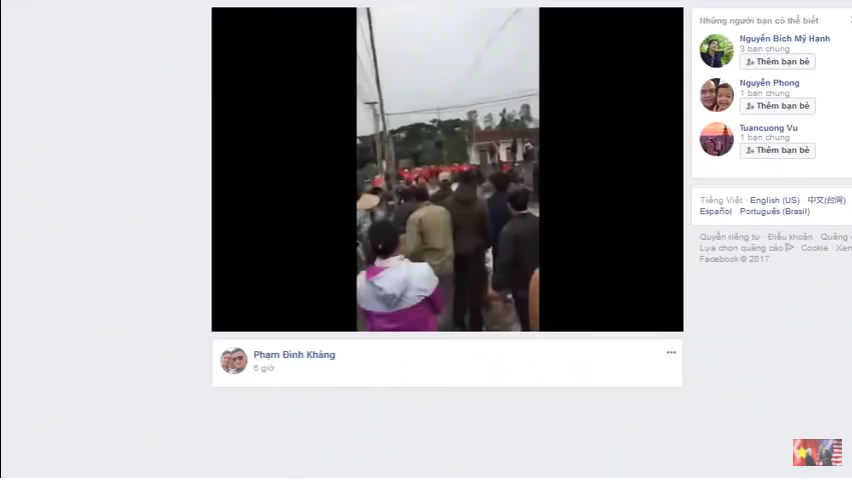 Những người bạn có thể biết
Nguyễn Bích Mỹ Hạnh
3 bạn chung
Thêm bạn bè
Nguyễn Phong
1 bạn chung
Thêm bạn bè
Tuancuong Vu
1 bạn chung
Thêm bạn bè
Tiếng Việt · English (US) · 中文(台灣) ·
Español · Português (Brasil)
Quyền riêng tư · Điều khoản · Quảng
Lựa chọn quảng cáo · Cookie · Xem
Facebook © 2017
Phạm Đình Kháng
6 giờ